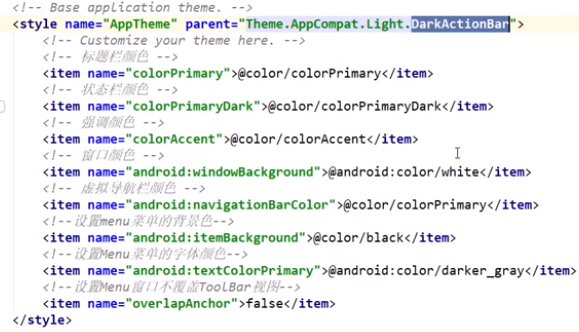 <!-- Base application theme. -->
<style name="AppTheme" parent="Theme.AppCompat.Light.DarkActionBar">
<!-- Customize your theme here. -->
<!-- 标题栏颜色 -->
<item name="colorPrimary">@color/colorPrimary</item>
<!-- 状态栏颜色 -->
<item name="colorPrimaryDark">@color/colorPrimaryDark</item>
<!-- 强调颜色 -->
<item name="colorAccent">@color/colorAccent</item>
<!-- 窗口颜色 -->
<item name="android:windowBackground">@android:color/white</item>
<!-- 虚拟导航栏颜色 -->
<item name="android:navigationBarColor">@color/colorPrimary</item>
<!--设置menu菜单的背景色-->
<item name="android:itemBackground">@color/black</item>
<!--设置Menu菜单的字体颜色-->
<item name="android:textColorPrimary">@android:color/darker_gray</item>
<!--设置Menu窗口不覆盖ToolBar视图-->
<item name="overlapAnchor">false</item>
</style>